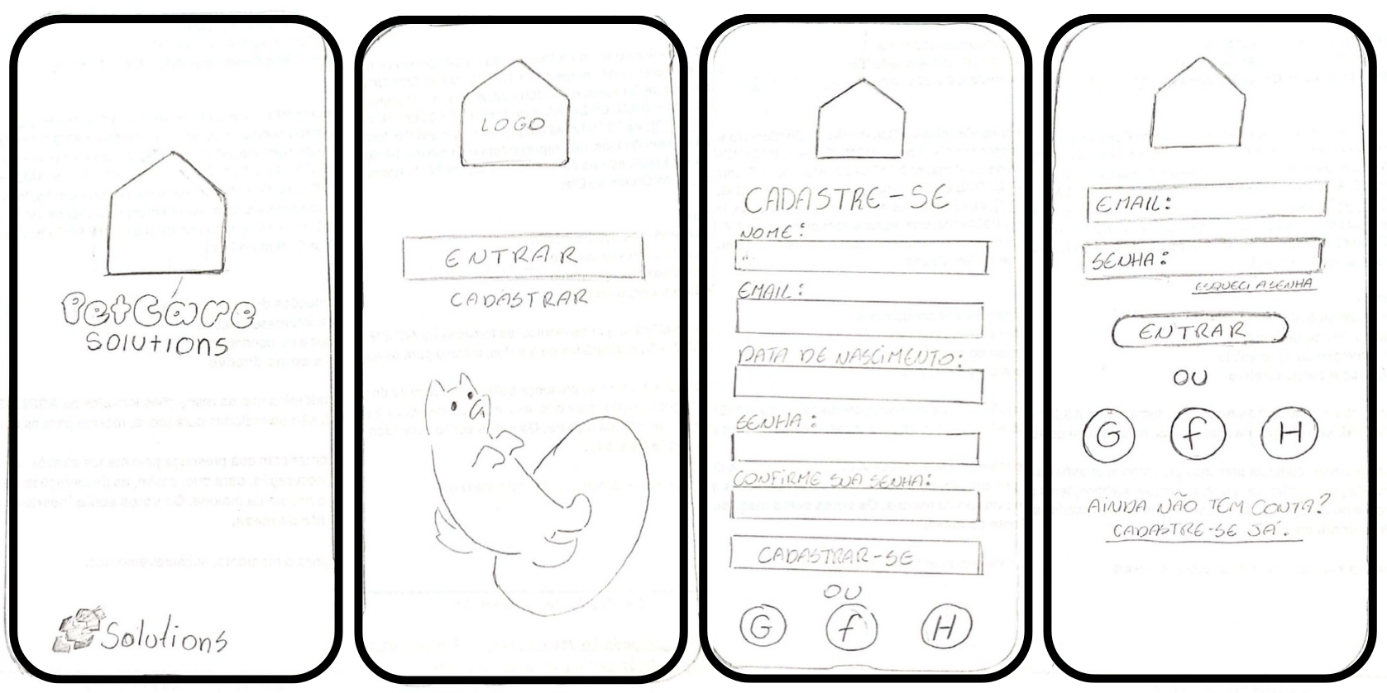 PetCare
Solutions
Solutions
LOGO
ENTRAR
CADASTRAR
CADASTRE-SE
NOME:
EMAIL:
DATA DE NASCIMENTO:
SENHA:
CONFIRME SUA SENHA:
CADASTRAR-SE
OU
G f H
EMAIL:
SENHA:
ESQUECI A SENHA
ENTRAR
OU
G f H
AINDA NÃO TEM CONTA?
CADASTRE-SE JÁ.